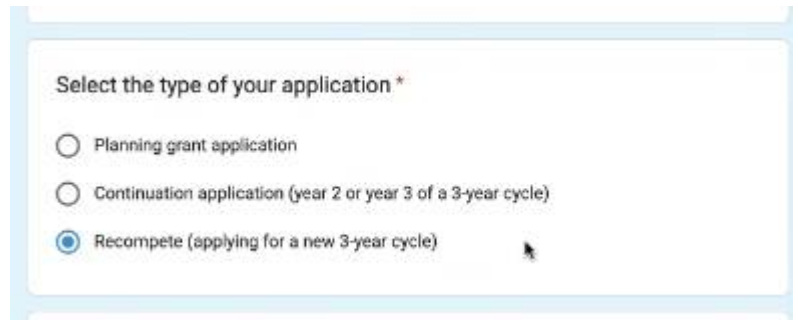 Select the type of your application *
Planning grant application
Continuation application (year 2 or year 3 of a 3-year cycle)
Recompete (applying for a new 3-year cycle)